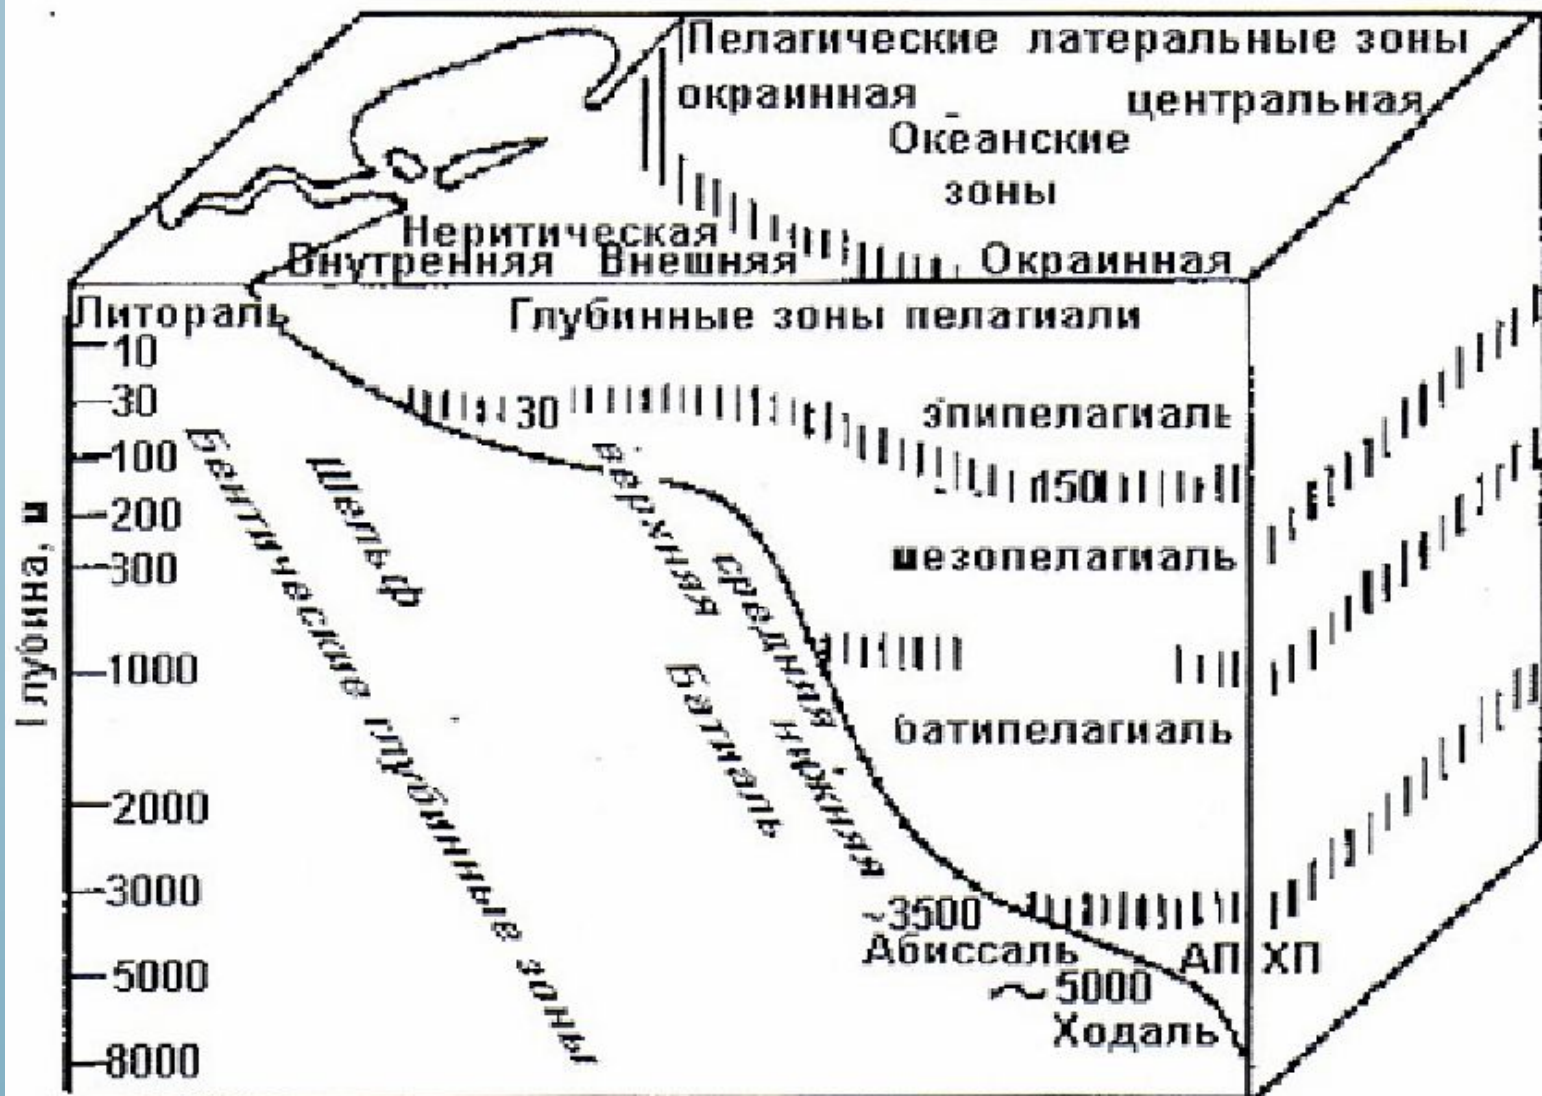 Пелагические латеральные зоны
окраинная центральная
Океанские
зоны
Неритическая
Внутренняя Внешняя Окраинная
Литораль
Глубинные зоны пелагиали
Глубина, м
10
30
100
200
300
1000
2000
3000
5000
8000
Бентические глубинные зоны
Шельф
30
эпипелагиаль
150
верхняя
мезопелагиаль
средняя
Батиаль
батипелагиаль
нижняя
~3500
Абиссаль АП ХП
~5000
Ходаль